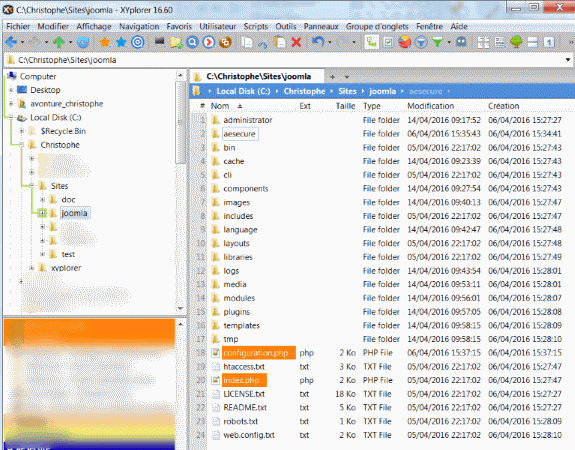 C:\Christophe\Sites\joomla - XYplorer 16.60
Fichier Modifier Affichage Navigation Favoris Utilisateur Scripts Outils Panneaux Groupe d'onglets Fenêtre Aide
C:\Christophe\Sites\joomla
Computer
Desktop
avonture_christophe
Local Disk (C:)
$Recycle.Bin
Christophe
Sites
doc
joomla
test
xyplorer
C:\Christophe\Sites\joomla +
Local Disk (C:) Christophe Sites joomla aesecure
# Nom Ext Taille Type Modification Création
1 administrator File folder 14/04/2016 09:17:52 06/04/2016 15:27:27
2 aesecure File folder 06/04/2016 15:35:43 06/04/2016 15:34:41
3 bin File folder 05/04/2016 22:17:02 06/04/2016 15:27:43
4 cache File folder 14/04/2016 09:23:39 06/04/2016 15:27:43
5 cli File folder 05/04/2016 22:17:02 06/04/2016 15:27:43
6 components File folder 14/04/2016 09:27:54 06/04/2016 15:27:43
7 images File folder 14/04/2016 09:40:13 06/04/2016 15:27:47
8 includes File folder 05/04/2016 22:17:02 06/04/2016 15:27:47
9 language File folder 14/04/2016 09:42:47 06/04/2016 15:27:48
10 layouts File folder 05/04/2016 22:17:02 06/04/2016 15:27:48
11 libraries File folder 05/04/2016 22:17:02 06/04/2016 15:27:50
12 logs File folder 14/04/2016 09:43:54 06/04/2016 15:28:01
13 media File folder 14/04/2016 09:53:11 06/04/2016 15:28:01
14 modules File folder 14/04/2016 09:56:01 06/04/2016 15:28:07
15 plugins File folder 14/04/2016 09:57:05 06/04/2016 15:28:08
16 templates File folder 14/04/2016 09:58:15 06/04/2016 15:28:09
17 tmp File folder 14/04/2016 09:58:15 06/04/2016 15:28:10
18 configuration.php php 2 Ko PHP File 06/04/2016 15:37:15 06/04/2016 15:37:15
19 htaccess.txt txt 3 Ko TXT File 05/04/2016 22:17:02 06/04/2016 15:27:47
20 index.php php 2 Ko PHP File 05/04/2016 22:17:02 06/04/2016 15:27:47
21 LICENSE.txt txt 18 Ko TXT File 05/04/2016 22:17:02 06/04/2016 15:27:27
22 README.txt txt 5 Ko TXT File 05/04/2016 22:17:02 06/04/2016 15:27:27
23 robots.txt txt 1 Ko TXT File 05/04/2016 22:17:02 06/04/2016 15:28:09
24 web.config.txt txt 2 Ko TXT File 05/04/2016 22:17:02 06/04/2016 15:28:09